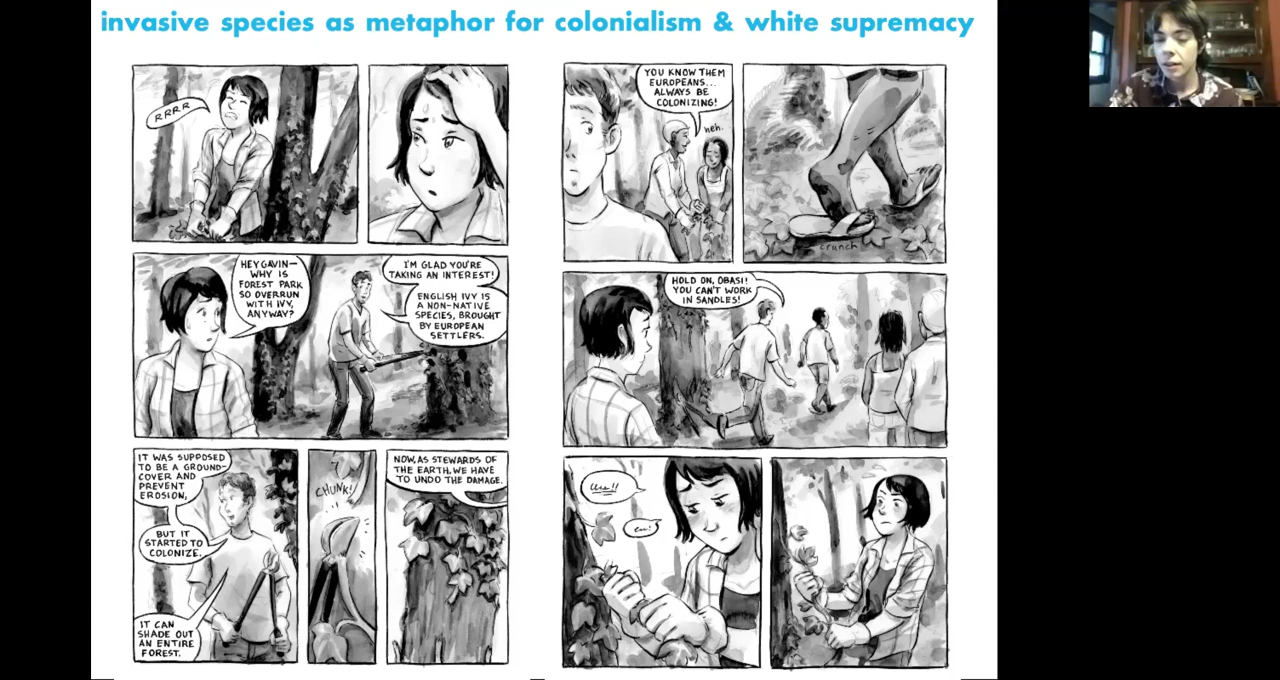 invasive species as metaphor for colonialism & white supremacy
RRRR
HEY GAVIN—
WHY IS
FOREST PARK
SO OVERRUN
WITH IVY,
ANYWAY?
I'M GLAD YOU'RE
TAKING AN INTEREST!
ENGLISH IVY IS
A NON-NATIVE
SPECIES, BROUGHT
BY EUROPEAN
SETTLERS.
IT WAS SUPPOSED
TO BE A GROUND-
COVER AND
PREVENT
EROSION,
BUT IT
STARTED TO
COLONIZE.
IT CAN
SHADE OUT
AN ENTIRE
FOREST.
CHUNK!
NOW, AS STEWARDS OF
THE EARTH, WE HAVE
TO UNDO THE DAMAGE.
YOU KNOW THEM
EUROPEANS...
ALWAYS BE
COLONIZING!
heh.
crunch
HOLD ON, OBASI!
YOU CAN'T WORK
IN SANDLES!